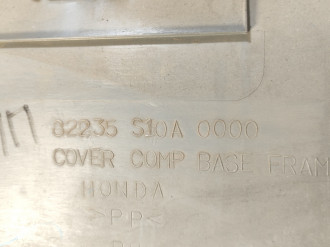 82235 S10A 0000
COVER COMP BASE FRAM
HONDA
>PP<